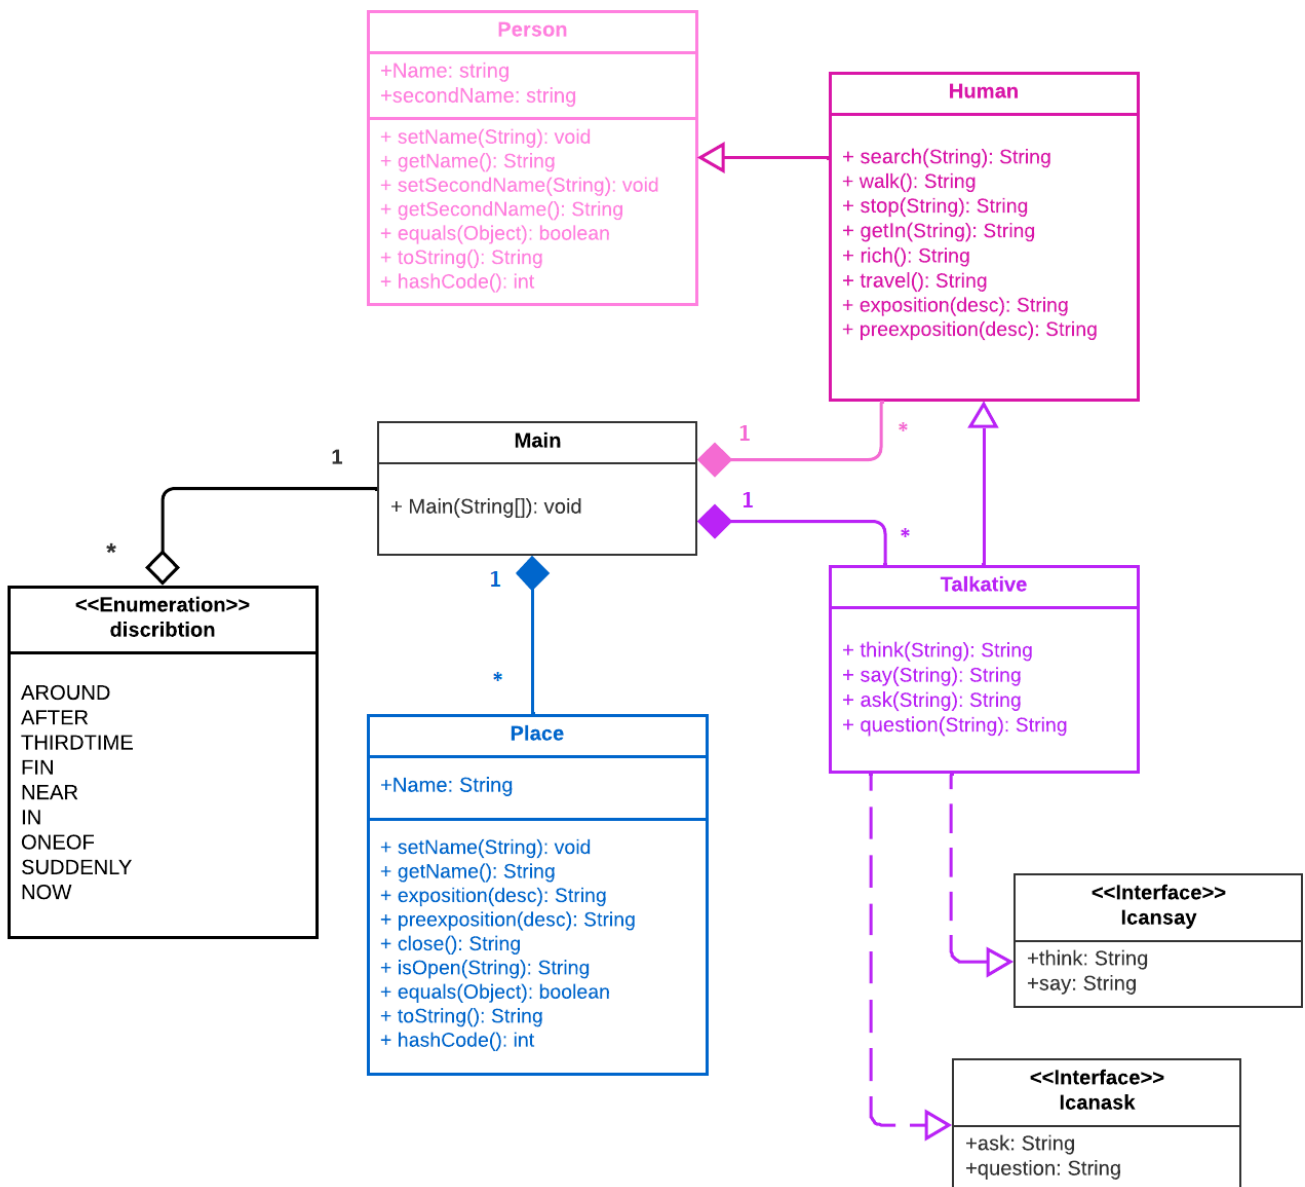 Person
+Name: string
+secondName: string
+ setName(String): void
+ getName(): String
+ setSecondName(String): void
+ getSecondName(): String
+ equals(Object): boolean
+ toString(): String
+ hashCode(): int
Human
+ search(String): String
+ walk(): String
+ stop(String): String
+ getIn(String): String
+ rich(): String
+ travel(): String
+ exposition(desc): String
+ preexposition(desc): String
1
*
Main
+ Main(String[]): void
1
*
1
*
1
*
<<Enumeration>>
discribtion
AROUND
AFTER
THIRDTIME
FIN
NEAR
IN
ONEOF
SUDDENLY
NOW
Place
+Name: String
+ setName(String): void
+ getName(): String
+ exposition(desc): String
+ preexposition(desc): String
+ close(): String
+ isOpen(String): String
+ equals(Object): boolean
+ toString(): String
+ hashCode(): int
Talkative
+ think(String): String
+ say(String): String
+ ask(String): String
+ question(String): String
<<Interface>>
Icansay
+think: String
+say: String
<<Interface>>
Icanask
+ask: String
+question: String